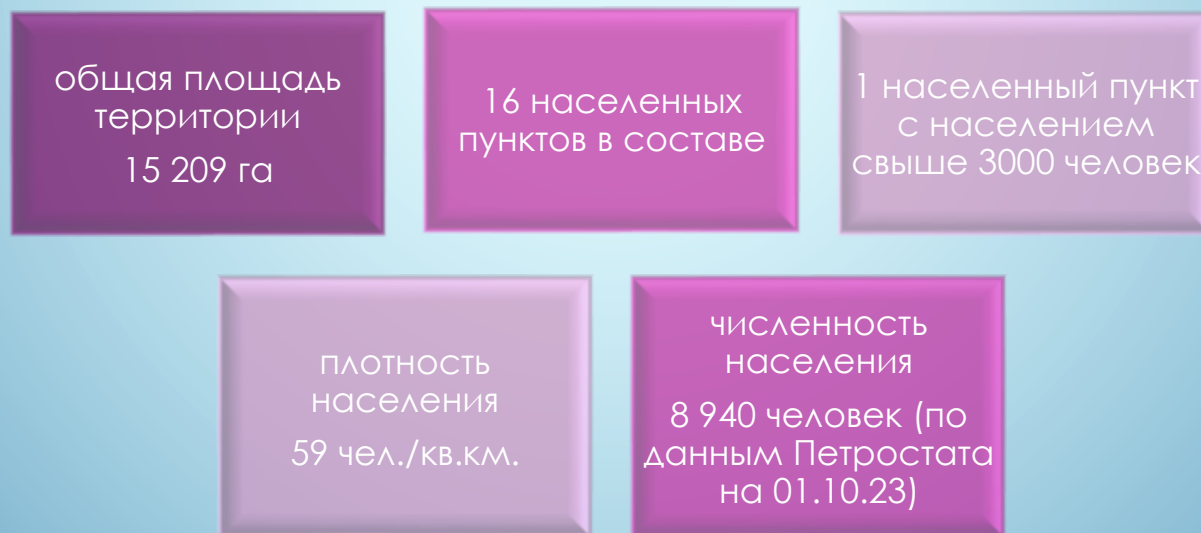 общая площадь
территории
15 209 га
16 населенных
пунктов в составе
1 населенный пункт
с населением
свыше 3000 человек
плотность
населения
59 чел./кв.км.
численность
населения
8 940 человек (по
данным Петростата
на 01.10.23)